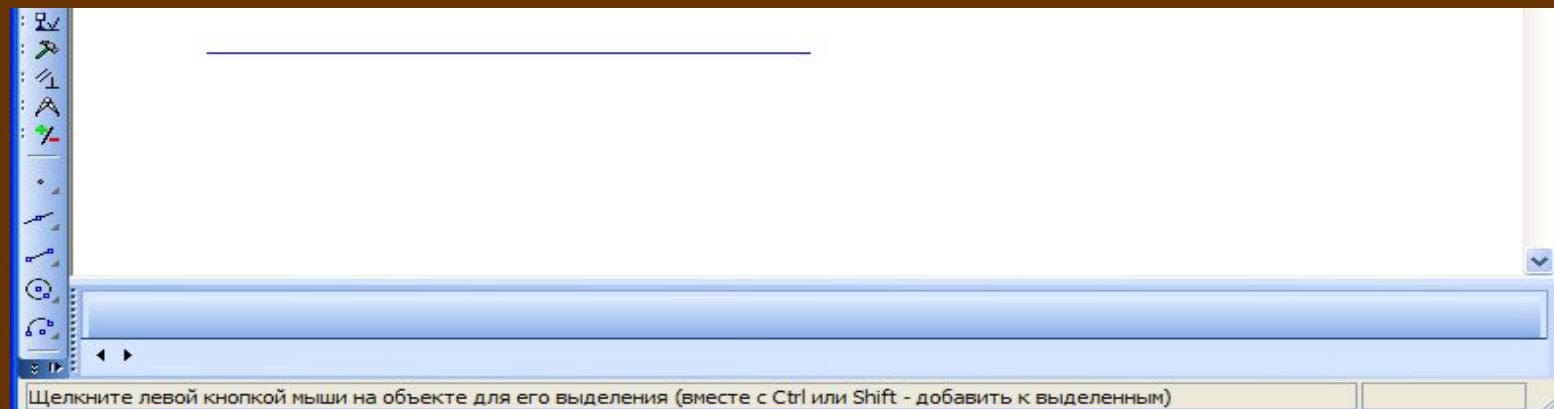 Щелкните левой кнопкой мыши на объекте для его выделения (вместе с Ctrl или Shift - добавить к выделенным)